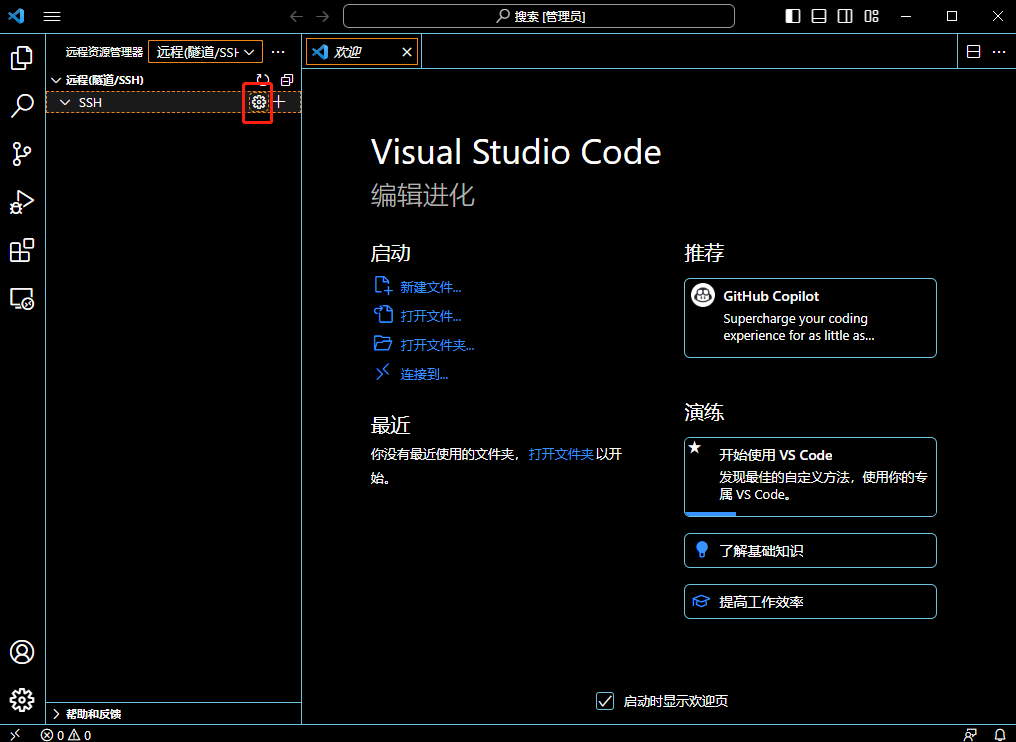 搜索 [管理员]
远程资源管理器
远程(隧道/SSH
欢迎
远程(隧道/SSH)
SSH
Visual Studio Code
编辑进化
启动
新建文件...
打开文件...
打开文件夹...
连接到...
最近
你没有最近使用的文件夹，打开文件夹以开
始。
推荐
GitHub Copilot
Supercharge your coding
experience for as little as...
演练
开始使用 VS Code
发现最佳的自定义方法，使用你的专
属 VS Code。
了解基础知识
提高工作效率
启动时显示欢迎页
帮助和反馈
0 0